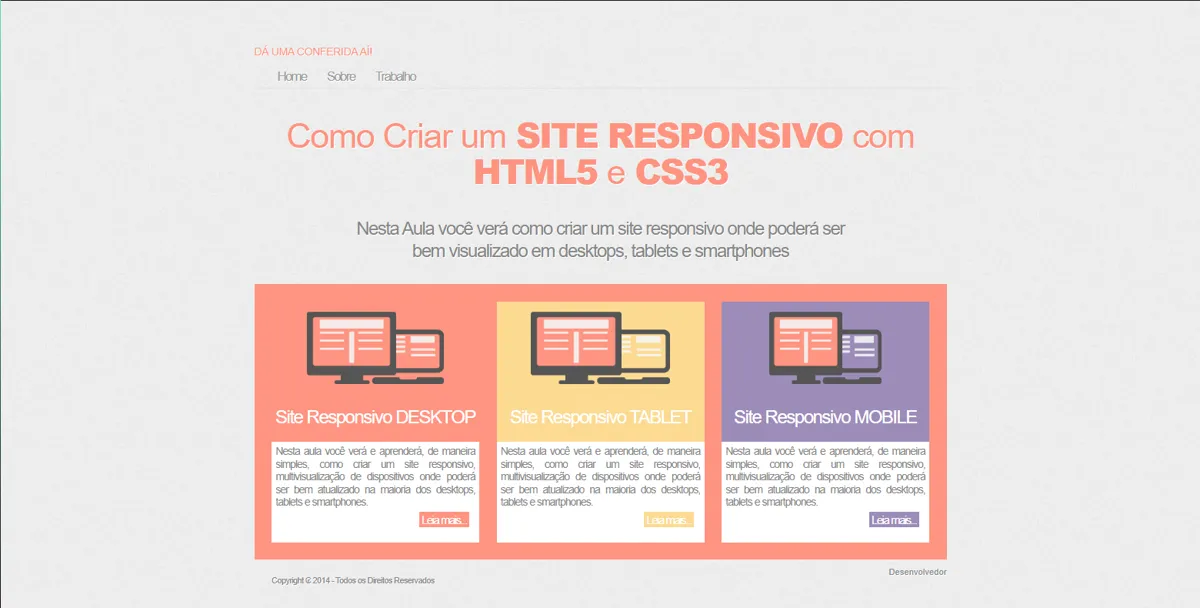 DÁ UMA CONFERIDA AÍ!
Home Sobre Trabalho
Como Criar um SITE RESPONSIVO com
HTML5 e CSS3
Nesta Aula você verá como criar um site responsivo onde poderá ser
bem visualizado em desktops, tablets e smartphones
Site Responsivo DESKTOP
Nesta aula você verá e aprenderá, de maneira
simples, como criar um site responsivo,
multivisualização de dispositivos onde poderá
ser bem atualizado na maioria dos desktops,
tablets e smartphones.
Leia mais...
Site Responsivo TABLET
Nesta aula você verá e aprenderá, de maneira
simples, como criar um site responsivo,
multivisualização de dispositivos onde poderá
ser bem atualizado na maioria dos desktops,
tablets e smartphones.
Leia mais...
Site Responsivo MOBILE
Nesta aula você verá e aprenderá, de maneira
simples, como criar um site responsivo,
multivisualização de dispositivos onde poderá
ser bem atualizado na maioria dos desktops,
tablets e smartphones.
Leia mais...
Desenvolvedor
Copyright © 2014 - Todos os Direitos Reservados